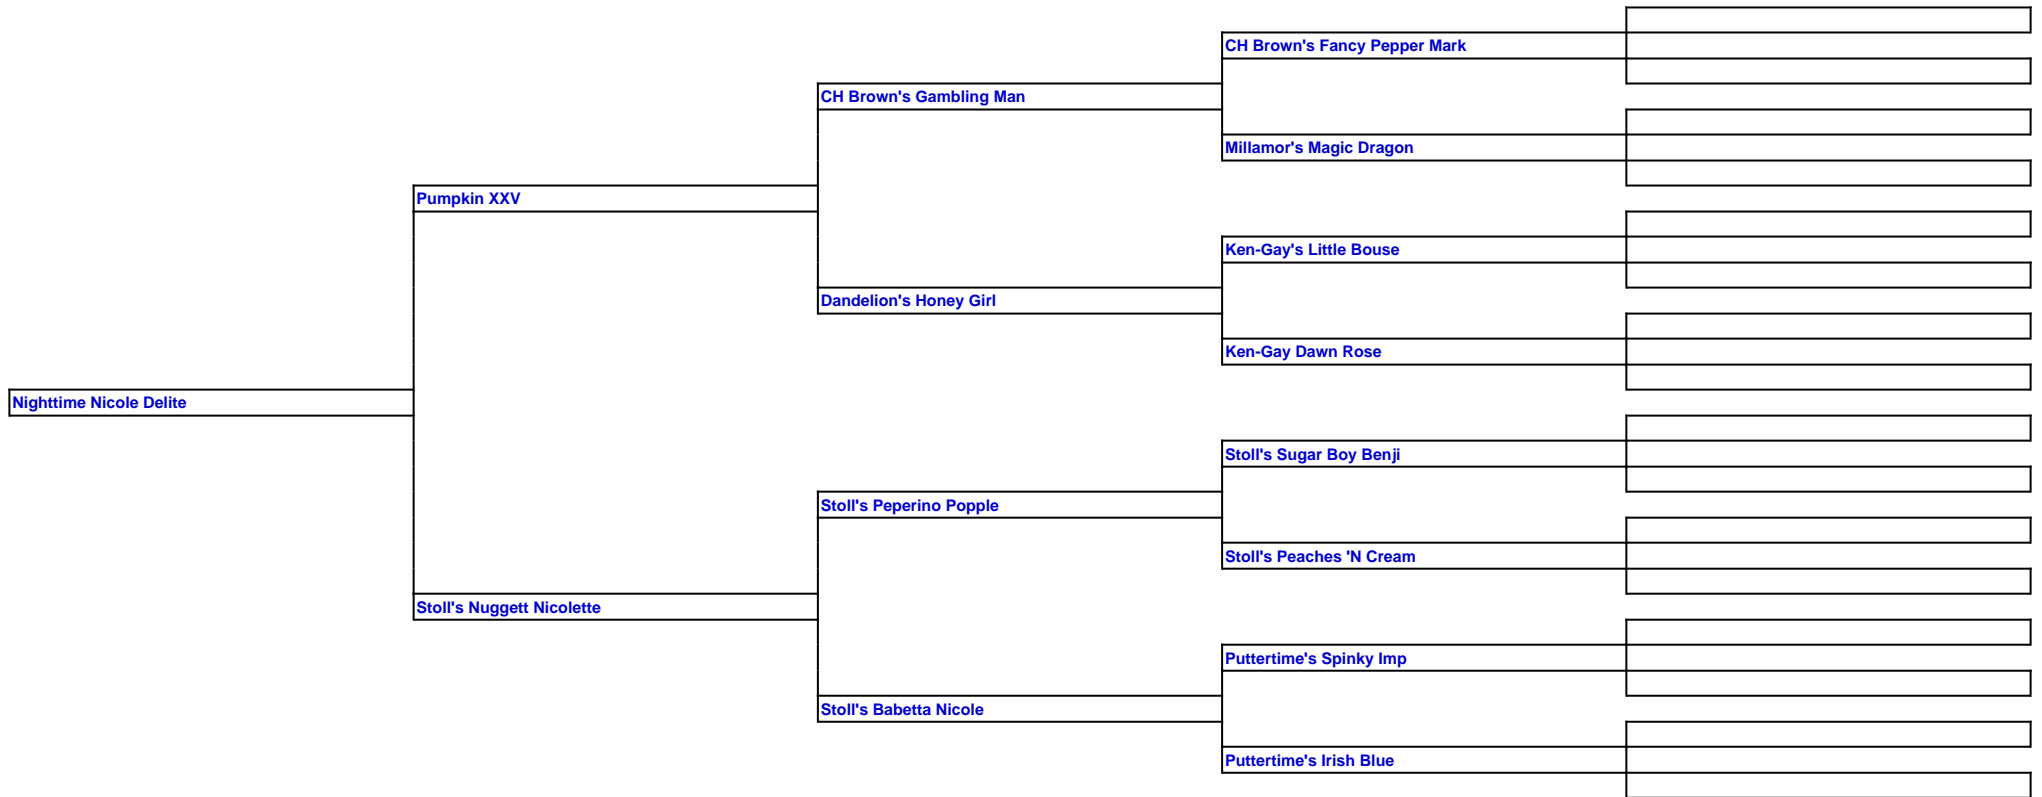 CH Brown's Fancy Pepper Mark
CH Brown's Gambling Man
Millamor's Magic Dragon
Pumpkin XXV
Ken-Gay's Little Bouse
Dandelion's Honey Girl
Ken-Gay Dawn Rose
Nighttime Nicole Delite
Stoll's Sugar Boy Benji
Stoll's Peperino Popple
Stoll's Peaches 'N Cream
Stoll's Nuggett Nicolette
Puttertime's Spinky Imp
Stoll's Babetta Nicole
Puttertime's Irish Blue